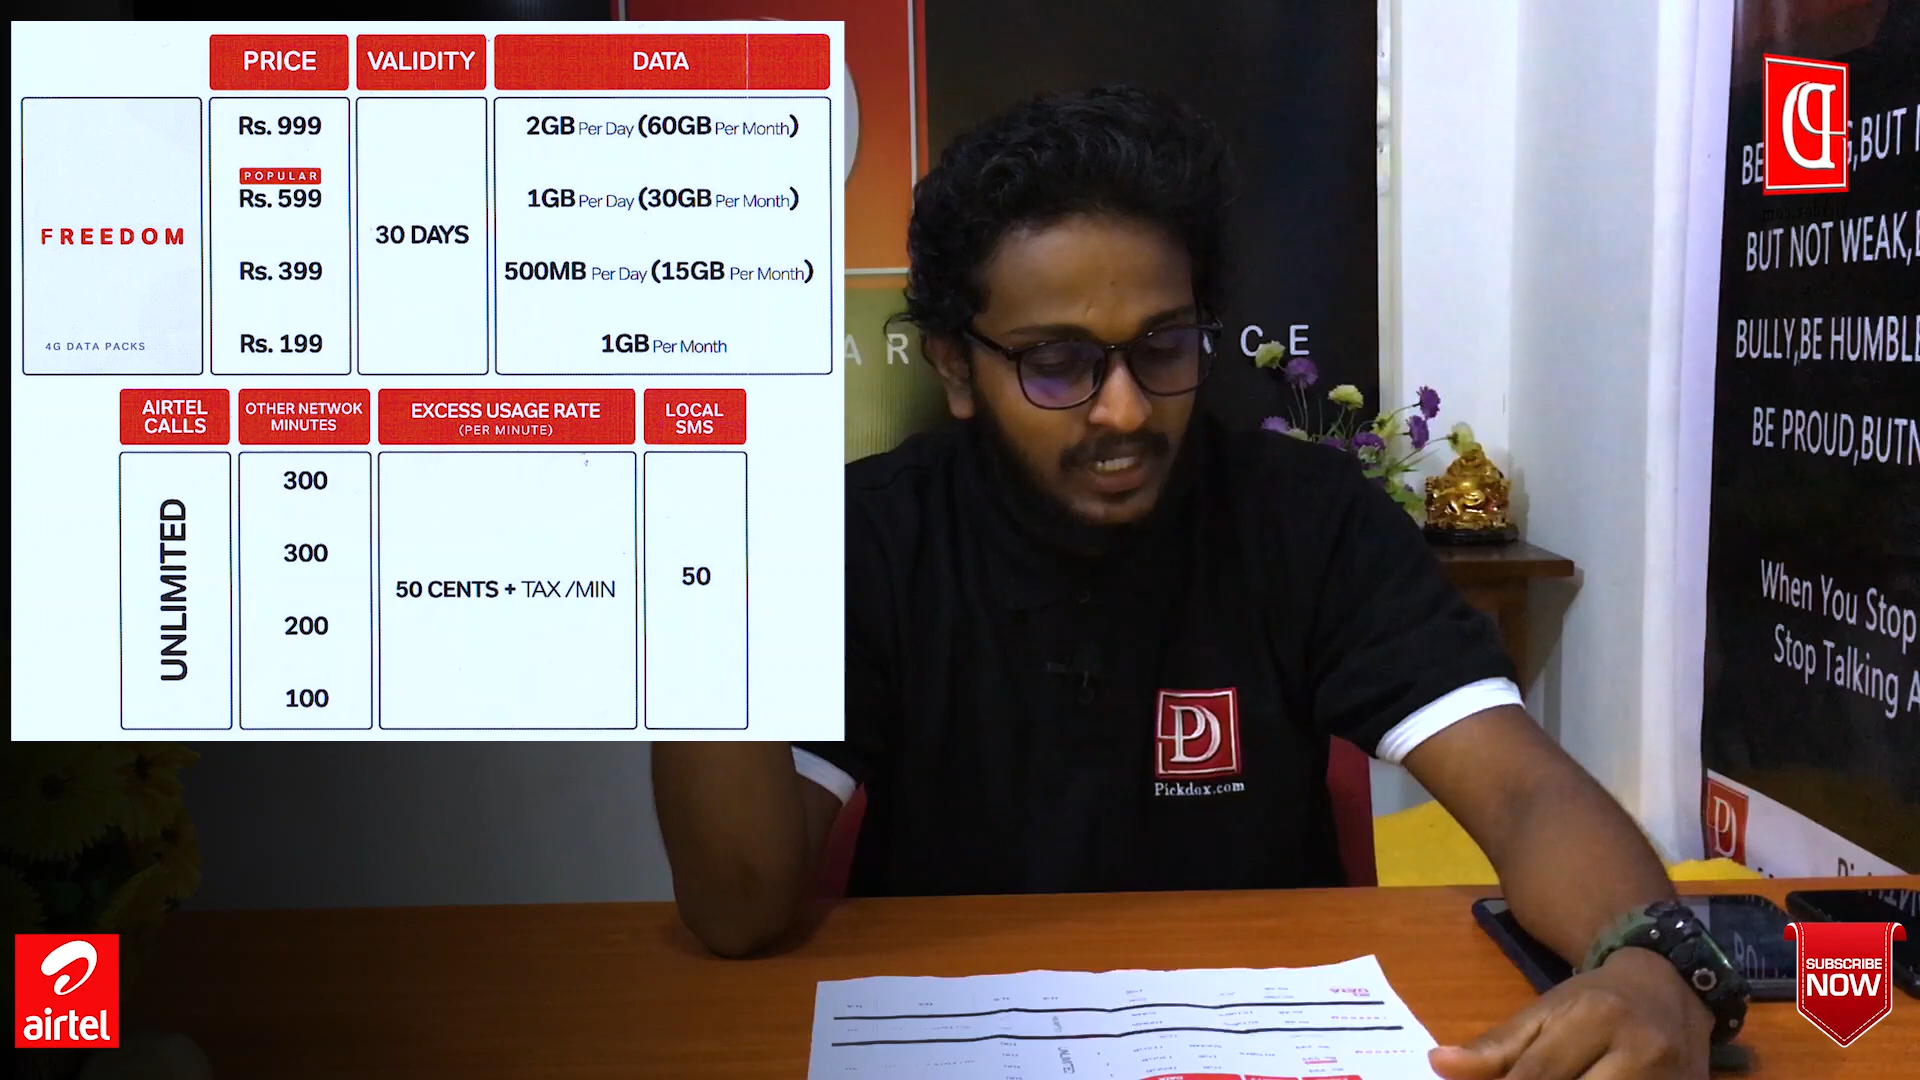 PRICE
VALIDITY
DATA
FREEDOM
4G DATA PACKS
Rs. 999
POPULAR
Rs. 599
Rs. 399
Rs. 199
30 DAYS
2GB Per Day (60GB Per Month)
1GB Per Day (30GB Per Month)
500MB Per Day (15GB Per Month)
1GB Per Month
AIRTEL
CALLS
OTHER NETWOK
MINUTES
EXCESS USAGE RATE
(PER MINUTE)
LOCAL
SMS
UNLIMITED
300
300
200
100
50 CENTS + TAX /MIN
50
airtel
Pickdox.com
BUT
BUT NOT WEAK,
BULLY,BE HUMBLE
BE PROUD,BUT
When You Stop
Stop Talking
SUBSCRIBE
NOW